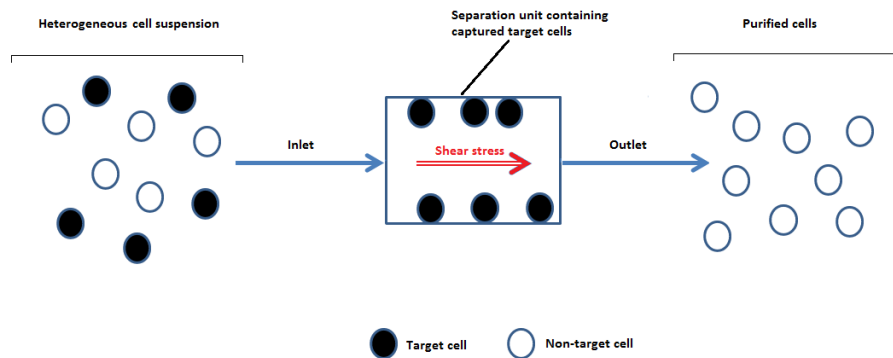 Heterogeneous cell suspension
Separation unit containing
captured target cells
Purified cells
Inlet
Shear stress
Outlet
Target cell
Non-target cell